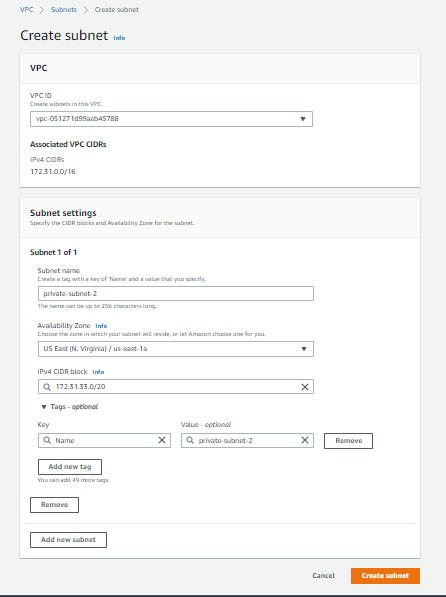 VPC > Subnets > Create subnet
Create subnet Info
VPC
VPC ID
Create subnets in this VPC.
vpc-051271d99aeb45788
Associated VPC CIDRs
IPv4 CIDRs
172.31.0.0/16
Subnet settings
Specify the CIDR blocks and Availability Zone for the subnet.
Subnet 1 of 1
Subnet name
Create a tag with a key of 'Name' and a value that you specify.
private-subnet-2
The name can be up to 256 characters long.
Availability Zone Info
Choose the zone in which your subnet will reside, or let Amazon choose one for you.
US East (N. Virginia) / us-east-1a
IPv4 CIDR block Info
172.31.33.0/20
Tags - optional
Key Value - optional
Name private-subnet-2 Remove
Add new tag
You can add 49 more tags.
Remove
Add new subnet
Cancel Create subnet